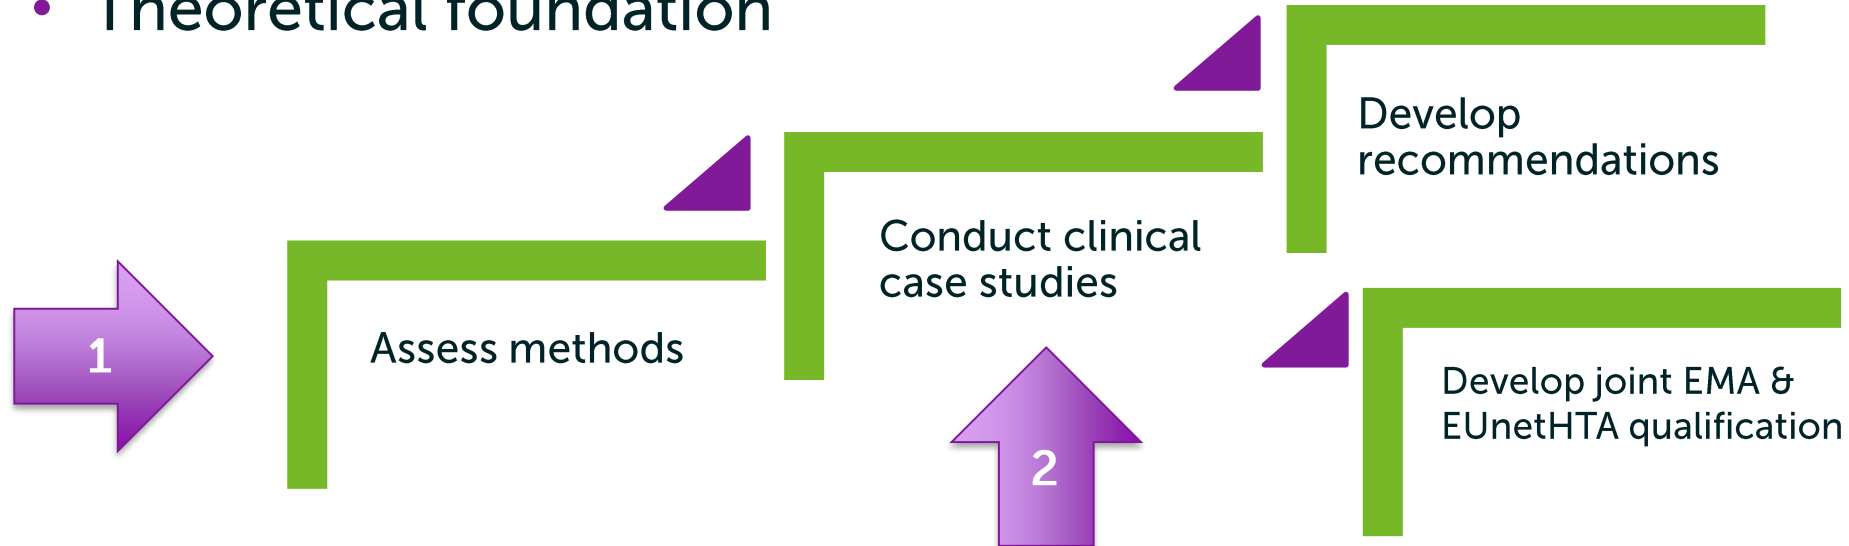 • Theoretical foundation
Develop
recommendations
Conduct clinical
case studies
Assess methods
1
Develop joint EMA &
EUnetHTA qualification
2